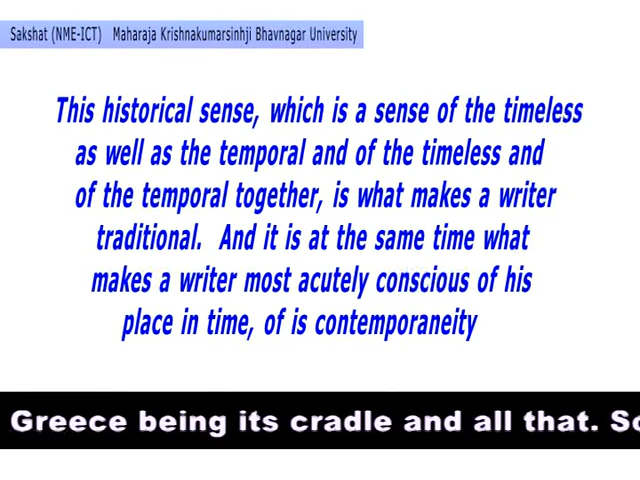 Sakshat (NME-ICT) Maharaja Krishnakumarsinhji Bhavnagar University
This historical sense, which is a sense of the timeless
as well as the temporal and of the timeless and
of the temporal together, is what makes a writer
traditional. And it is at the same time what
makes a writer most acutely conscious of his
place in time, of is contemporaneity
Greece being its cradle and all that. So